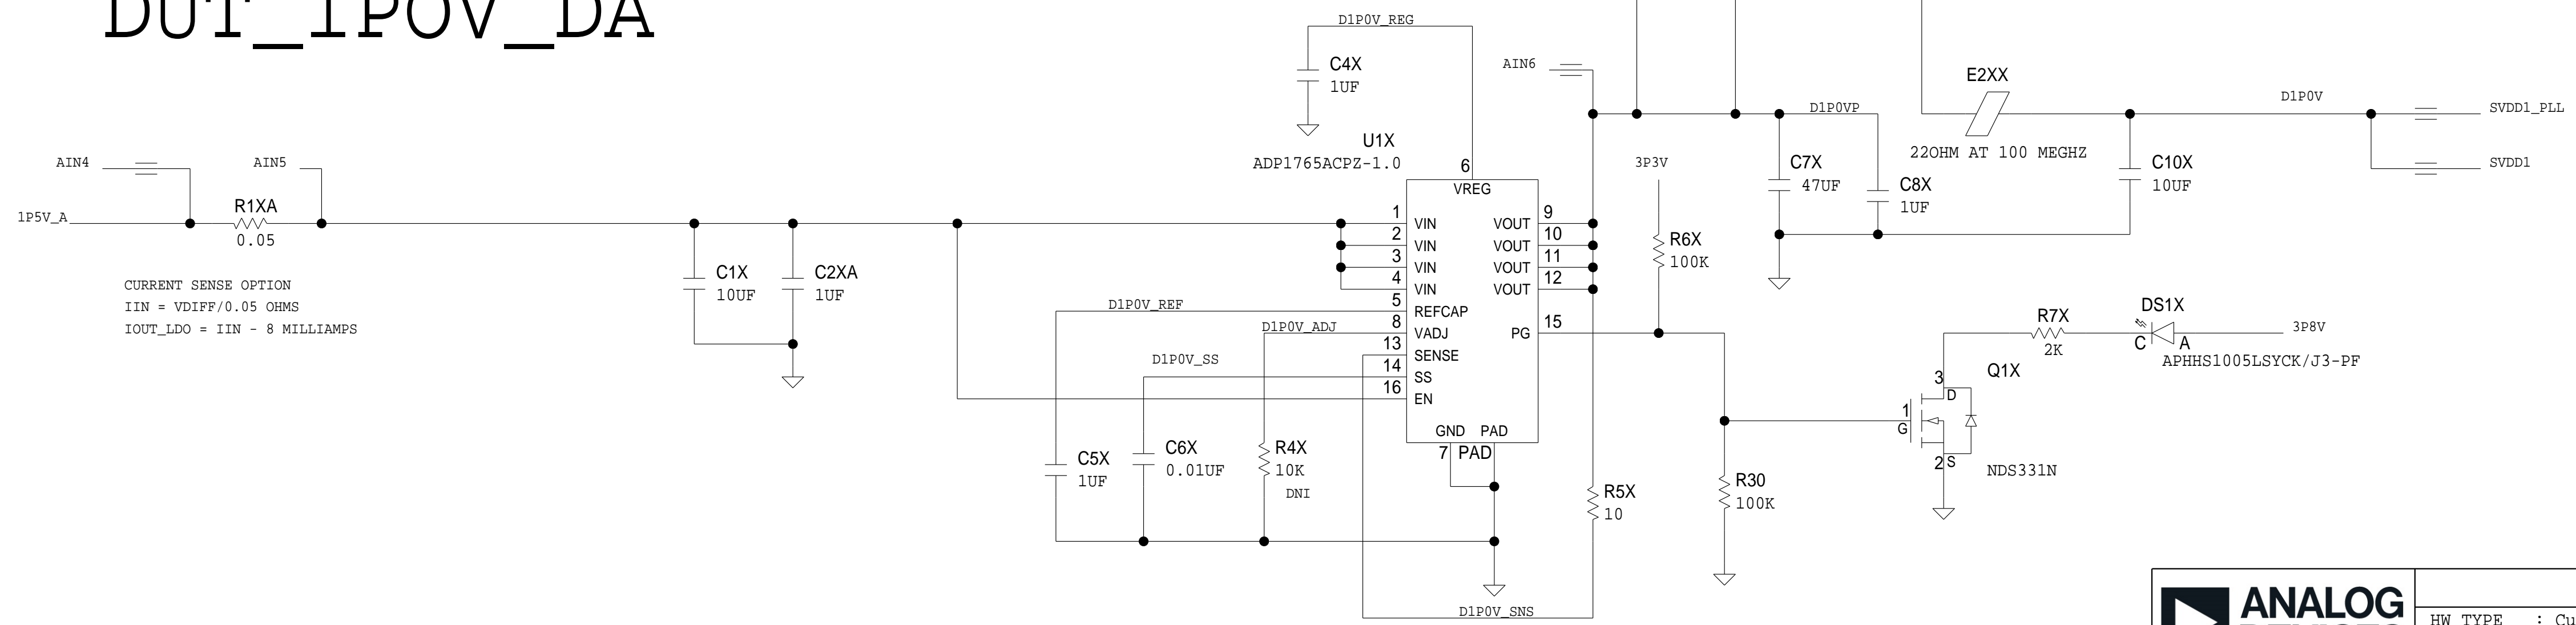 DUT_1P0V_DA
D1P0V_REG
C4X
1UF
AIN6
E2XX
22OHM AT 100 MEGHZ
D1P0V
SVDD1_PLL
SVDD1
D1P0VP
U1X
ADP1765ACPZ-1.0
AIN4
AIN5
1P5V_A
R1XA
0.05
CURRENT SENSE OPTION
IIN = VDIFF/0.05 OHMS
IOUT_LDO = IIN - 8 MILLIAMPS
C1X
10UF
C2XA
1UF
6
VREG
1 VIN
2 VIN
3 VIN
4 VIN
5 REFCAP
8 VADJ
13 SENSE
14 SS
16 EN
VOUT 9
VOUT 10
VOUT 11
VOUT 12
PG 15
GND PAD
7 PAD
D1P0V_REF
D1P0V_ADJ
D1P0V_SS
C5X
1UF
C6X
0.01UF
R4X
10K
DNI
D1P0V_SNS
R5X
10
3P3V
R6X
100K
C7X
47UF
C8X
1UF
C10X
10UF
R30
100K
R7X
2K
DS1X
C A
3P8V
APHHS1005LSYCK/J3-PF
Q1X
3
D
1
G
2 S
NDS331N
ANALOG
HW TYPE : Cu